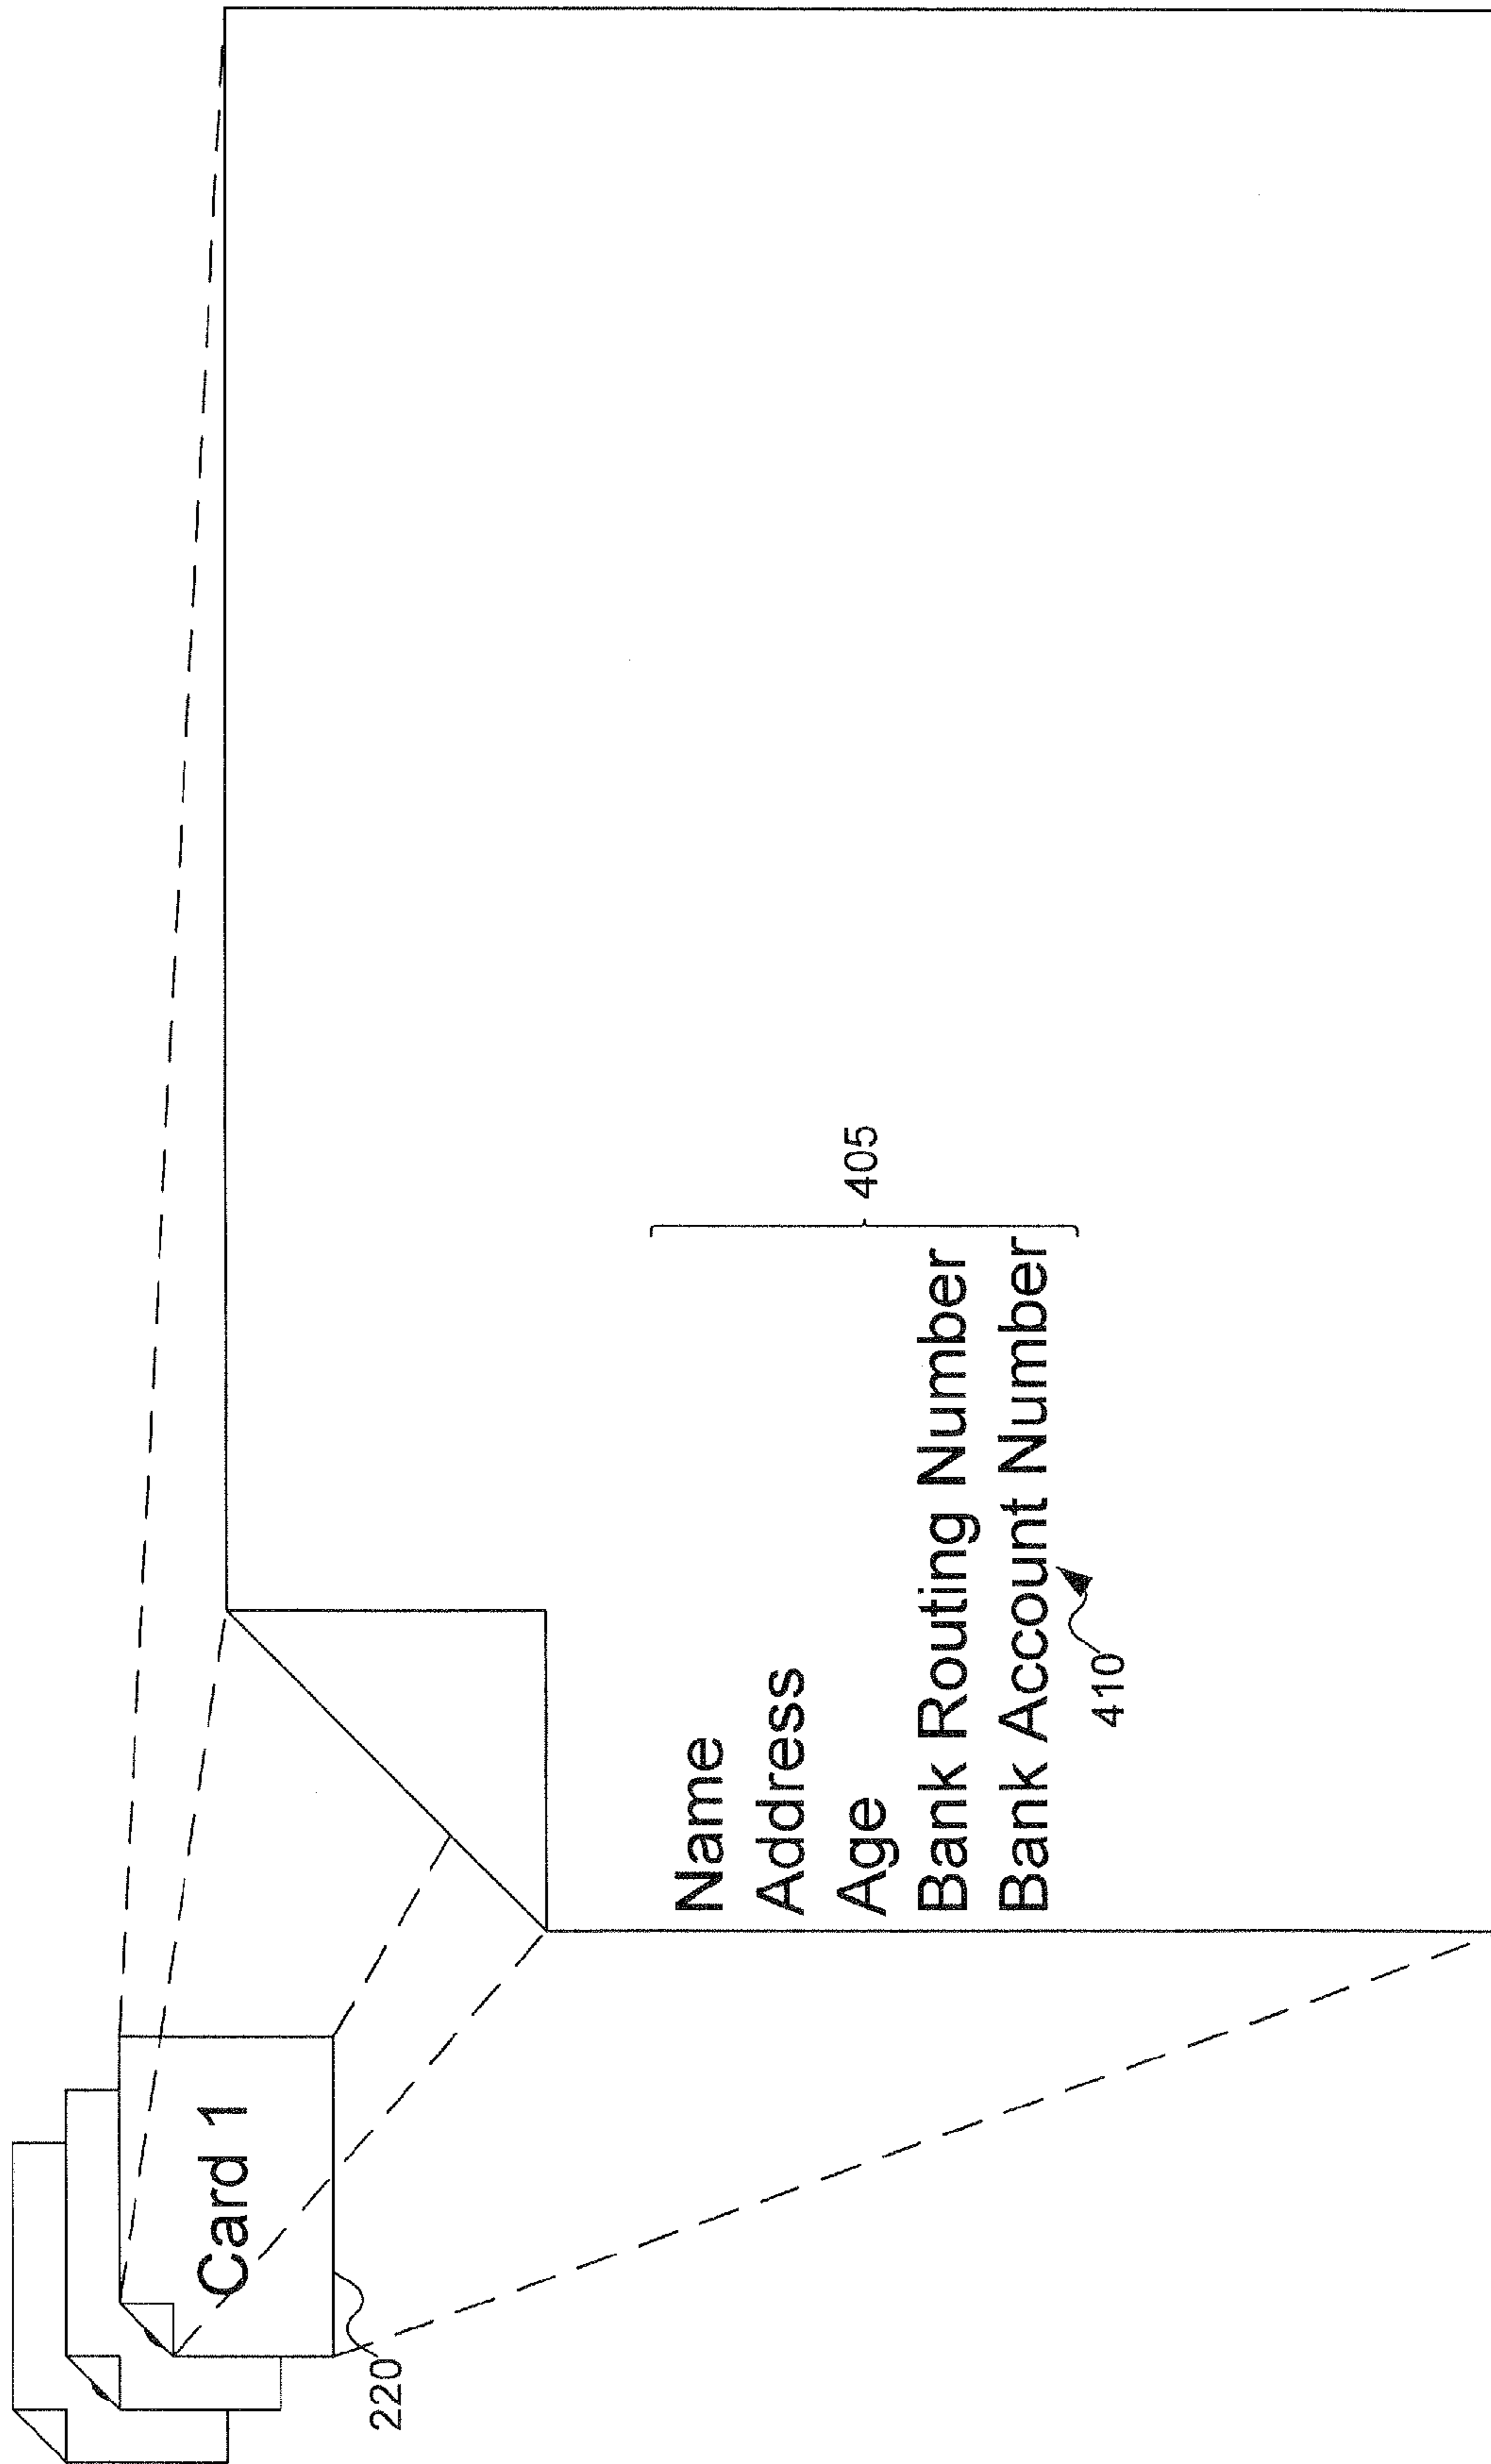 Card 1
220
Name
Address
Age
Bank Routing Number
Bank Account Number
405
410